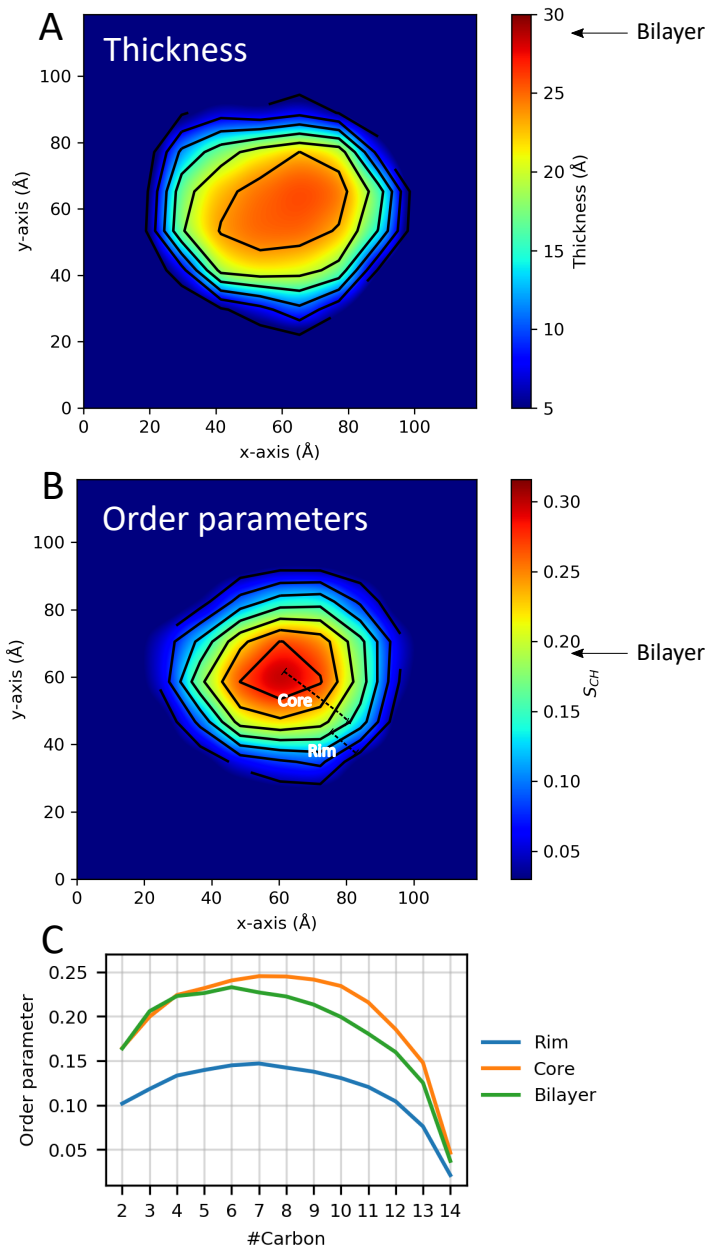 A
Thickness
Bilayer
100
80
60
40
20
0
y-axis (Å)
0 20 40 60 80 100
x-axis (Å)
30
25
20
15
10
5
Thickness (Å)
B
Order parameters
Core
Rim
Bilayer
100
80
60
40
20
0
y-axis (Å)
0 20 40 60 80 100
x-axis (Å)
0.30
0.25
0.20
0.15
0.10
0.05
S_CH
C
0.25
0.20
0.15
0.10
0.05
Order parameter
2 3 4 5 6 7 8 9 10 11 12 13 14
#Carbon
Rim
Core
Bilayer